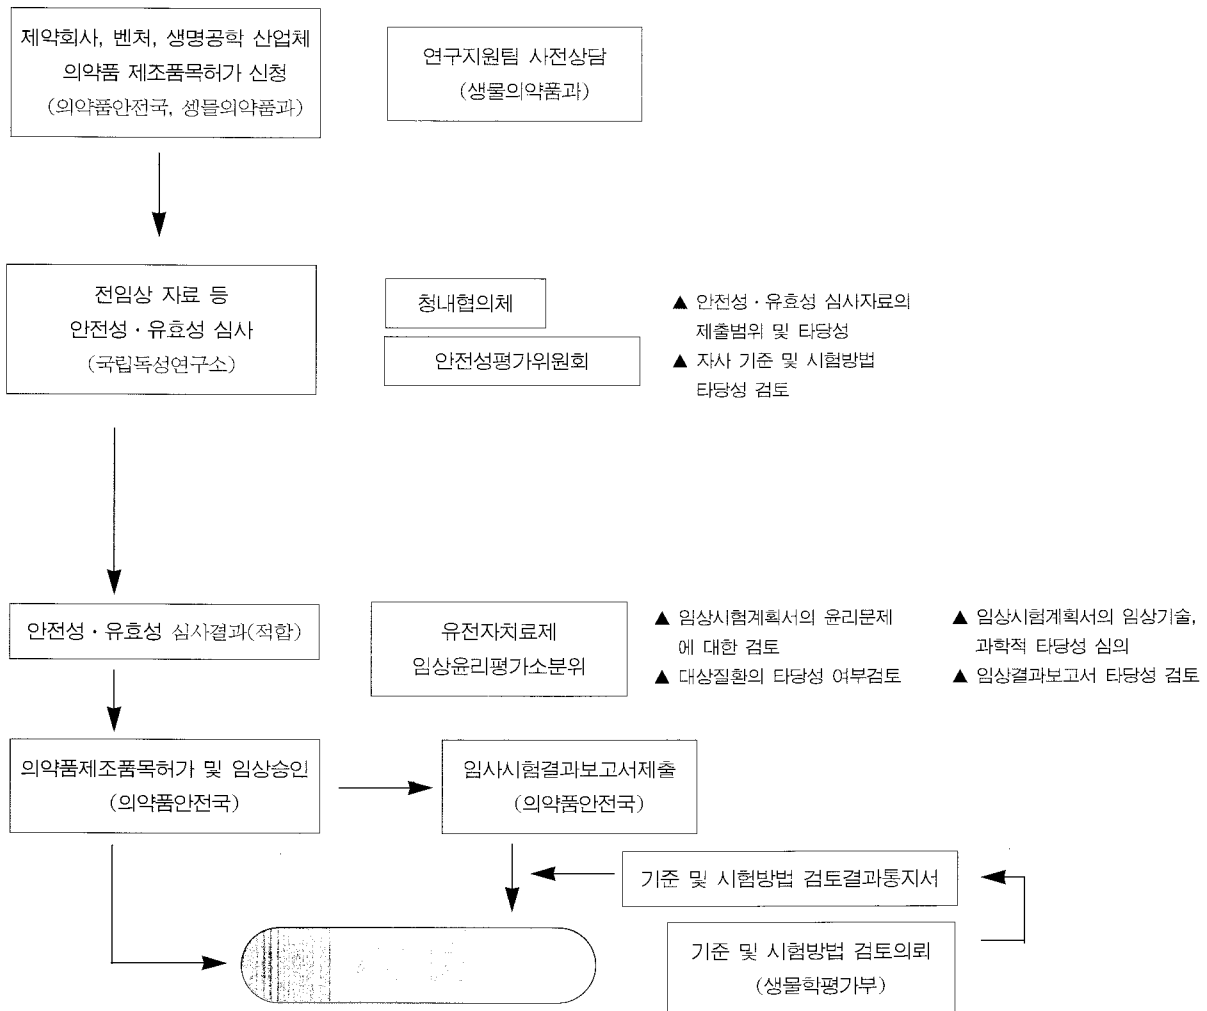 제약회사, 벤처, 생명공학 산업체
의약품 제조품목허가 신청
(의약품안전국, 셍믈의약품과)
연구지원팀 사전상담
(생물의약품과)
전임상 자료 등
안전성·유효성 심사
(국립독성연구소)
청내협의체
안전성평가위원회
▲ 안전성·유효성 심사자료의
제출범위 및 타당성
▲ 자사 기준 및 시험방법
타당성 검토
안전성·유효성 심사결과(적합)
유전자치료제
임상윤리평가소분위
▲ 임상시험계획서의 윤리문제
에 대한 검토
▲ 대상질환의 타당성 여부검토
▲ 임상시험계획서의 임상기술,
과학적 타당성 심의
▲ 임상결과보고서 타당성 검토
의약품제조품목허가 및 임상승인
(의약품안전국)
임사시험결과보고서제출
(의약품안전국)
기준 및 시험방법 검토결과통지서
기준 및 시험방법 검토의뢰
(생물학평가부)